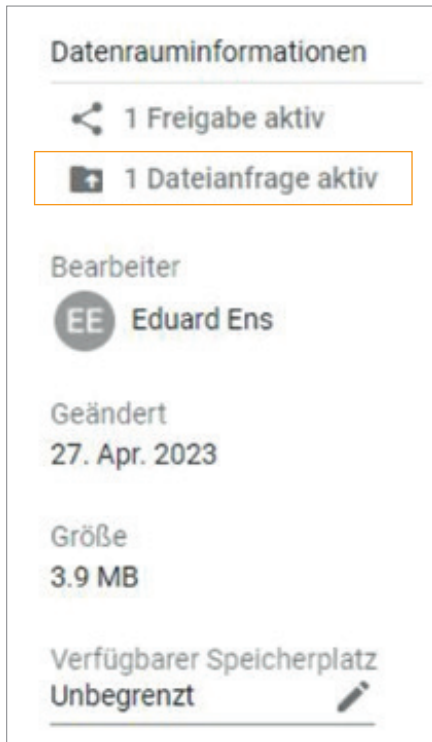 Datenrauminformationen
1 Freigabe aktiv
1 Dateianfrage aktiv
Bearbeiter
EE Eduard Ens
Geändert
27. Apr. 2023
Größe
3.9 MB
Verfügbarer Speicherplatz
Unbegrenzt